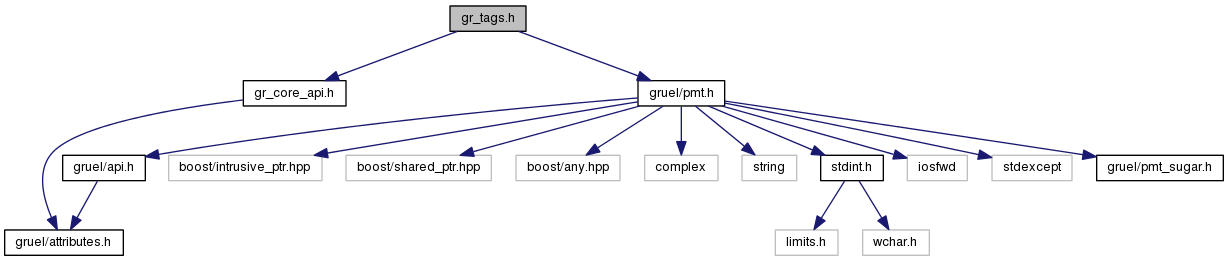 gr_tags.h
gr_core_api.h
gruel/pmt.h
gruel/api.h
boost/intrusive_ptr.hpp
boost/shared_ptr.hpp
boost/any.hpp
complex
string
stdint.h
iosfwd
stdexcept
gruel/pmt_sugar.h
gruel/attributes.h
limits.h
wchar.h